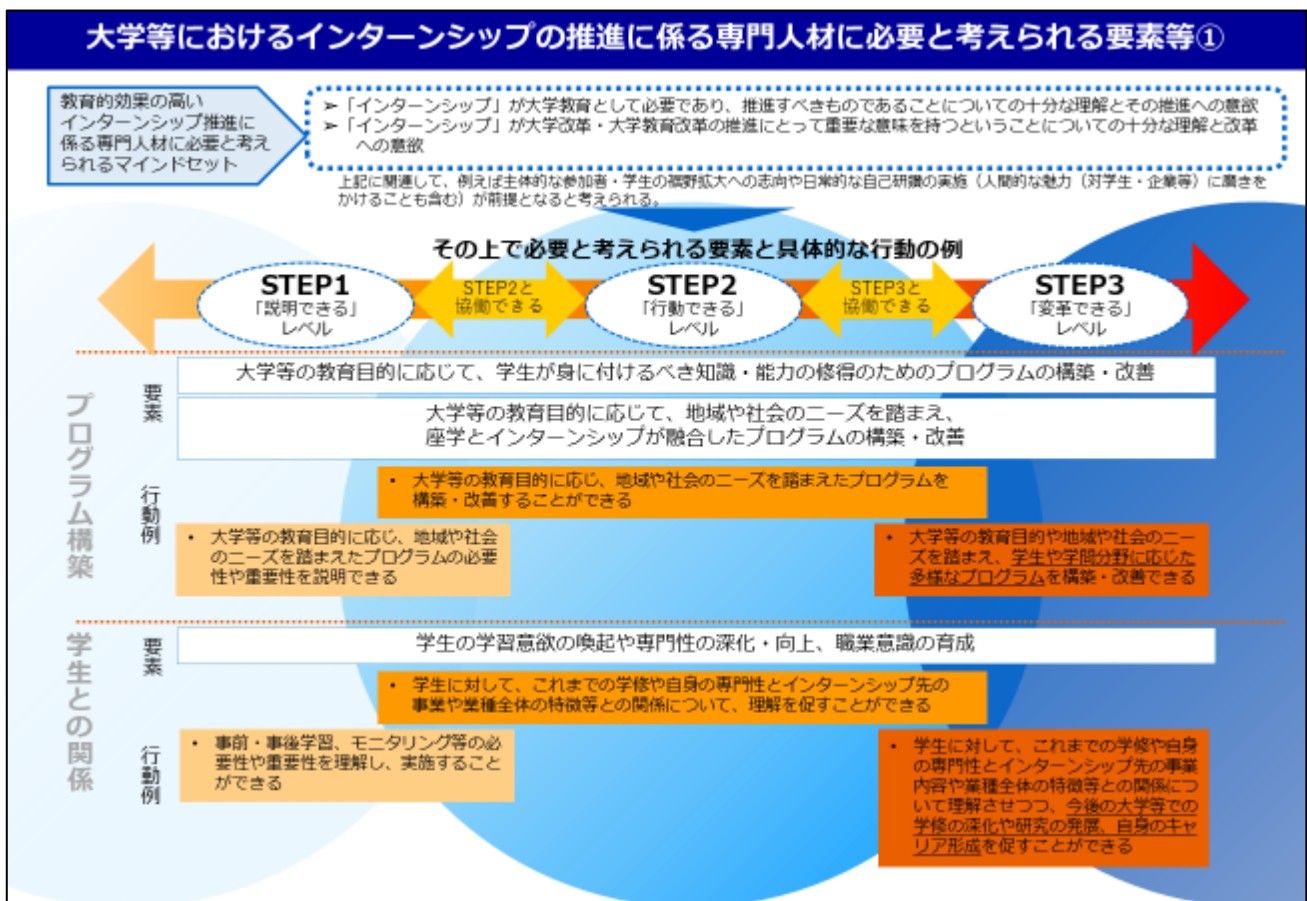 大学等におけるインターンシップの推進に係る専門人材に必要と考えられる要素等①
教育的効果の高い
インターンシップ推進に
係る専門人材に必要と考え
られるマインドセット
➢「インターンシップ」が大学教育として必要であり、推進すべきものであることについての十分な理解とその推進への意欲
➢「インターンシップ」が大学改革・大学教育改革の推進にとって重要な意味を持つということについての十分な理解と改革
への意欲
上記に関連して、例えば主体的な参加者・学生の裾野拡大への志向や日常的な自己研鑽の実施（人間的な魅力（対学生・企業等）に磨きを
かけることも含む）が前提となると考えられる。
その上で必要と考えられる要素と具体的な行動の例
STEP1
「説明できる」
レベル
STEP2と
協働できる
STEP2
「行動できる」
レベル
STEP3と
協働できる
STEP3
「変革できる」
レベル
プログラム構築
要素
大学等の教育目的に応じて、学生が身に付けるべき知識・能力の修得のためのプログラムの構築・改善
大学等の教育目的に応じて、地域や社会のニーズを踏まえ、
座学とインターンシップが融合したプログラムの構築・改善
行動例
• 大学等の教育目的に応じ、地域や社会のニーズを踏まえたプログラムを
構築・改善することができる
• 大学等の教育目的に応じ、地域や社会
のニーズを踏まえたプログラムの必要
性や重要性を説明できる
• 大学等の教育目的や地域や社会のニー
ズを踏まえ、学生や学問分野に応じた
多様なプログラムを構築・改善できる
学生との関係
要素
学生の学習意欲の喚起や専門性の深化・向上、職業意識の育成
行動例
• 学生に対して、これまでの学修や自身の専門性とインターンシップ先の
事業や業種全体の特徴等との関係について、理解を促すことができる
• 事前・事後学習、モニタリング等の必
要性や重要性を理解し、実施すること
ができる
• 学生に対して、これまでの学修や自身
の専門性とインターンシップ先の事業
内容や業種全体の特徴等との関係につ
いて理解させつつ、今後の大学等での
学修の深化や研究の発展、自身のキャ
リア形成を促すことができる